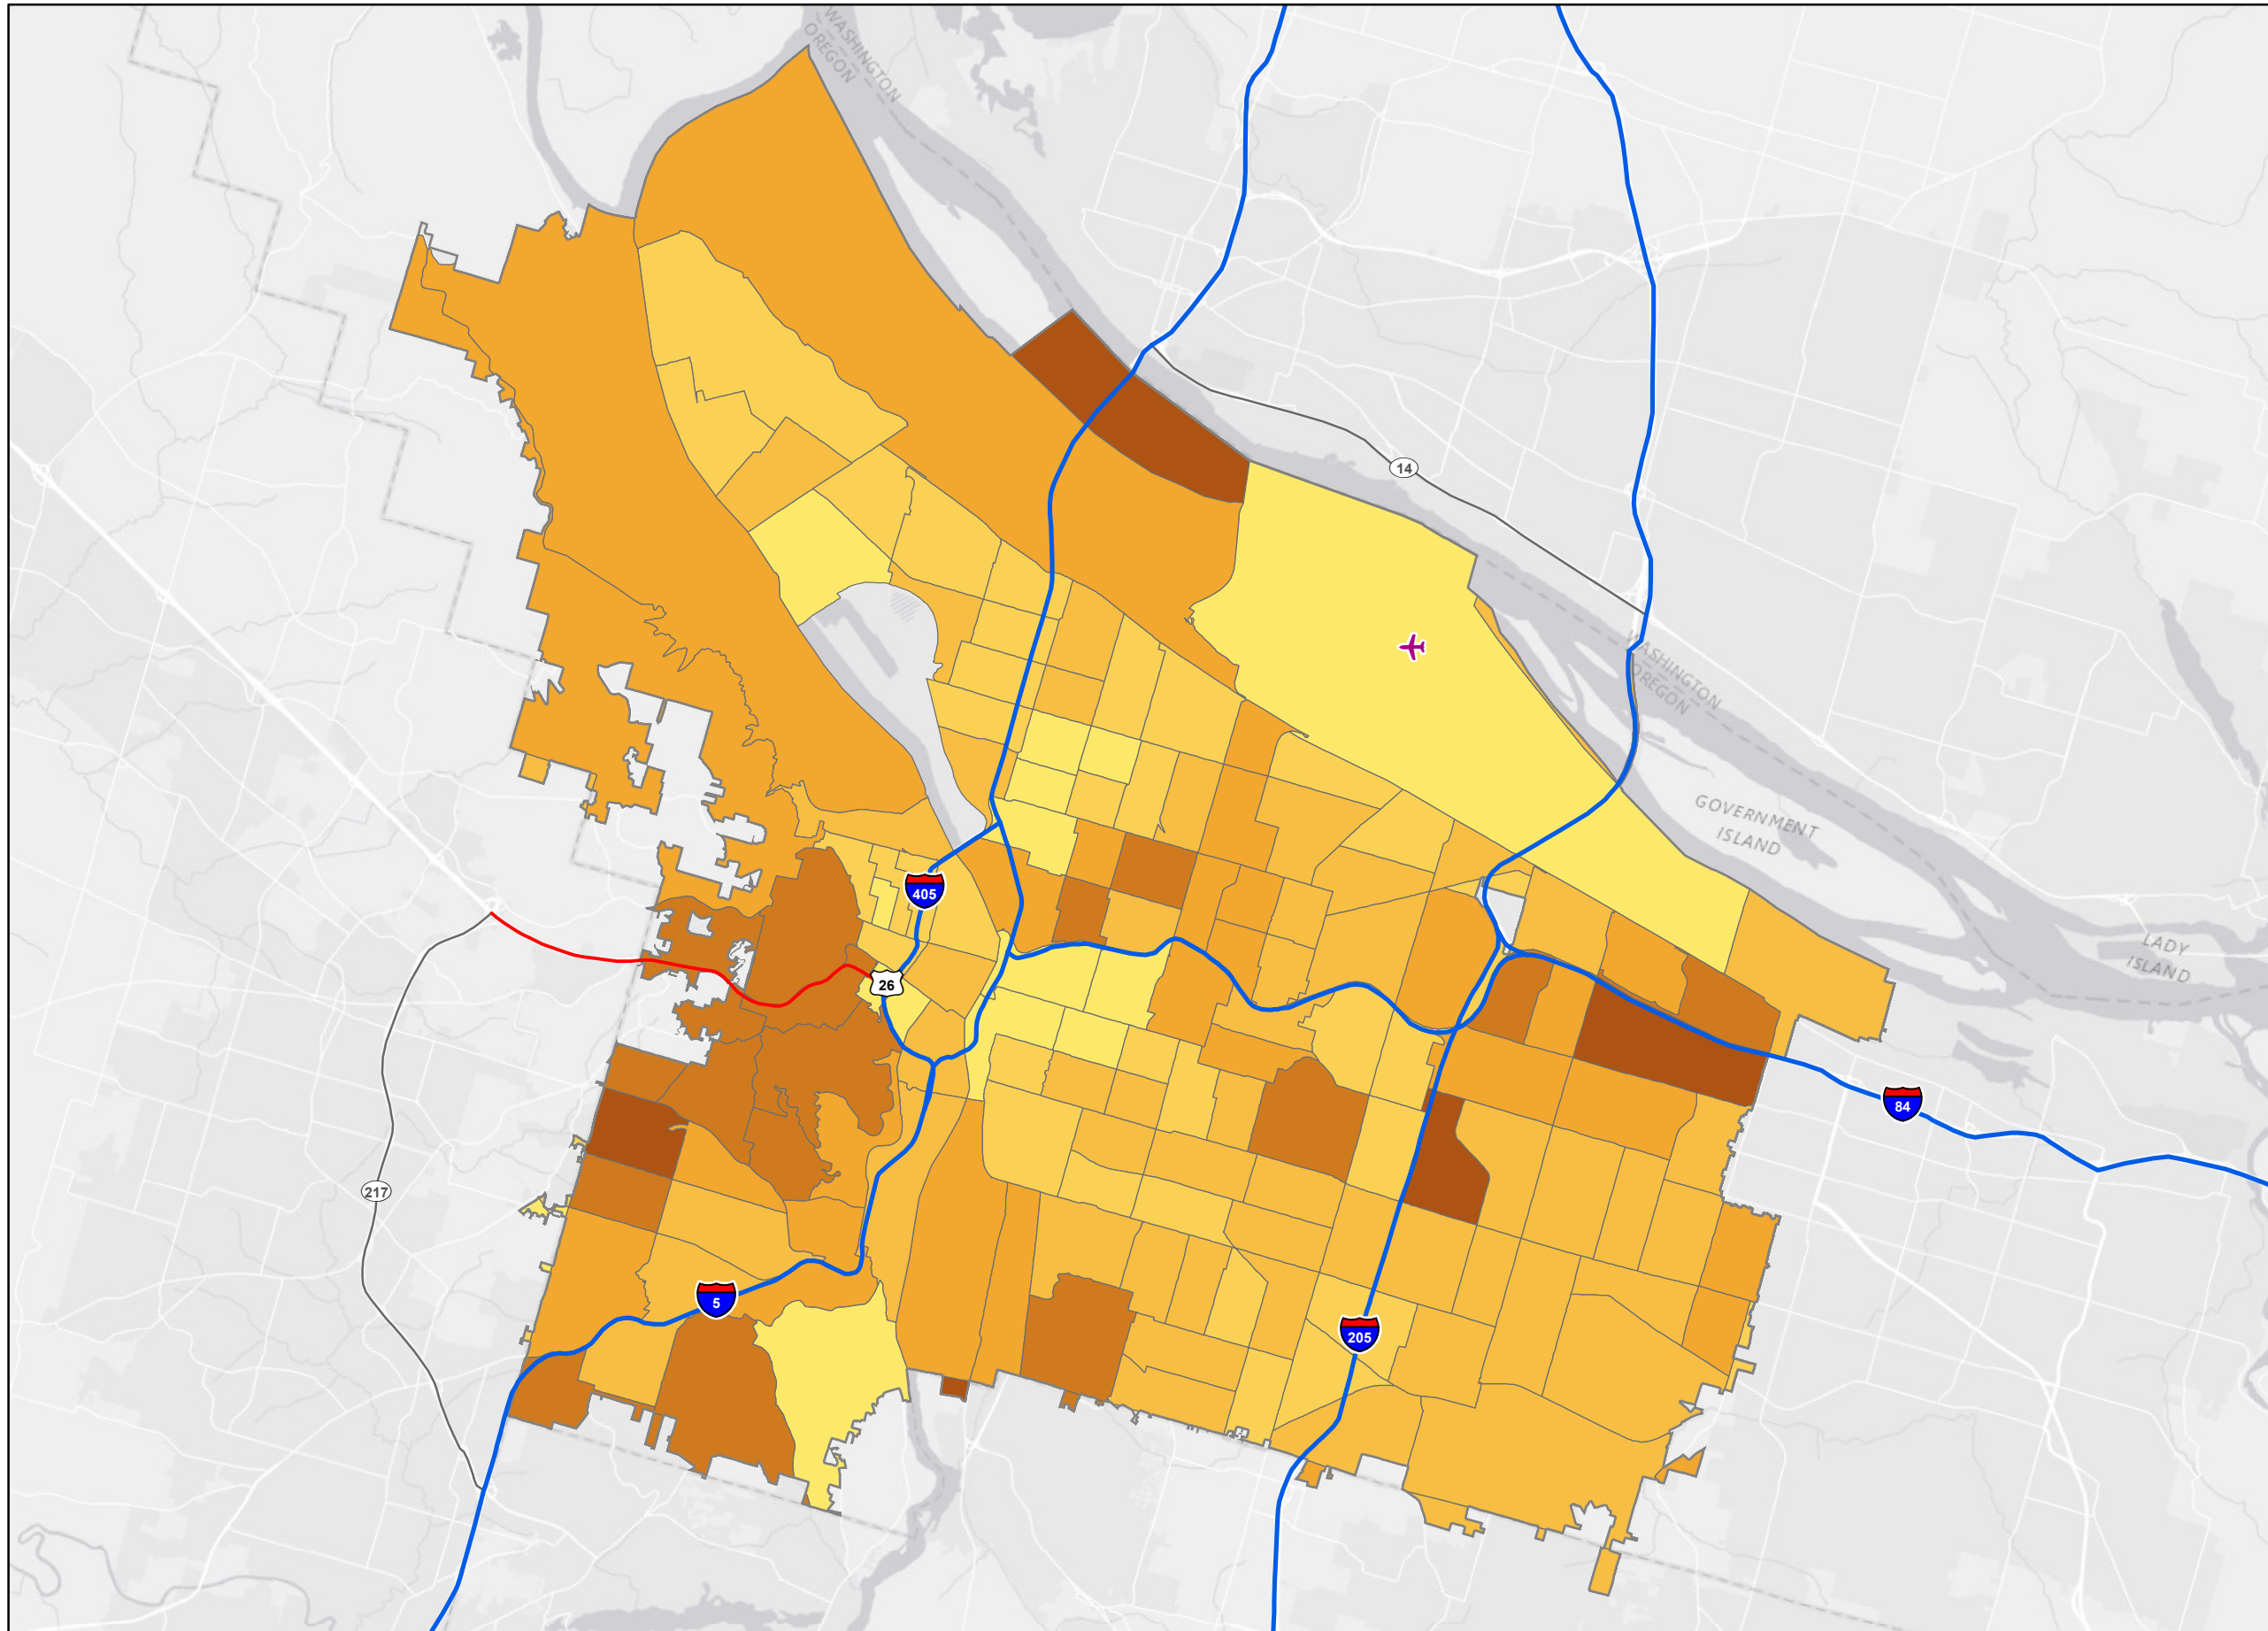 WASHINGTON
OREGON
14
WASHINGTON
OREGON
GOVERNMENT
ISLAND
405
LADY
ISLAND
26
84
217
5
205